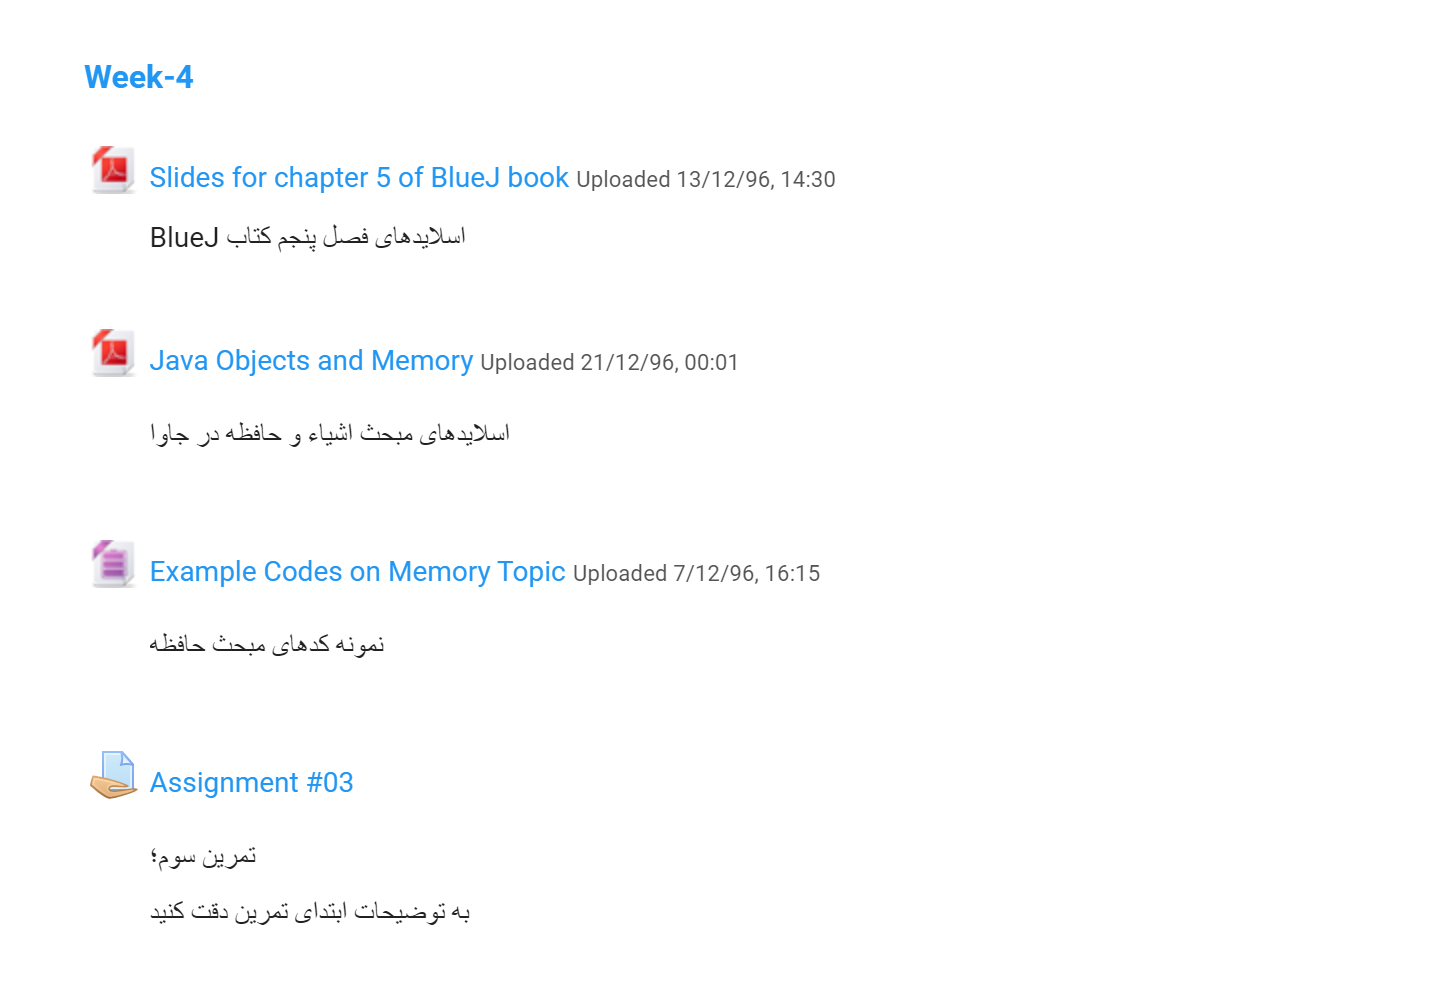 Week-4
Slides for chapter 5 of BlueJ book Uploaded 13/12/96, 14:30
اسلایدهای فصل پنجم کتاب BlueJ
Java Objects and Memory Uploaded 21/12/96, 00:01
اسلایدهای مبحث اشیاء و حافظه در جاوا
Example Codes on Memory Topic Uploaded 7/12/96, 16:15
نمونه کدهای مبحث حافظه
Assignment #03
تمرین سوم؛
به توضیحات ابتدای تمرین دقت کنید